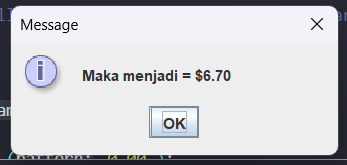 Message
Maka menjadi = $6.70
OK